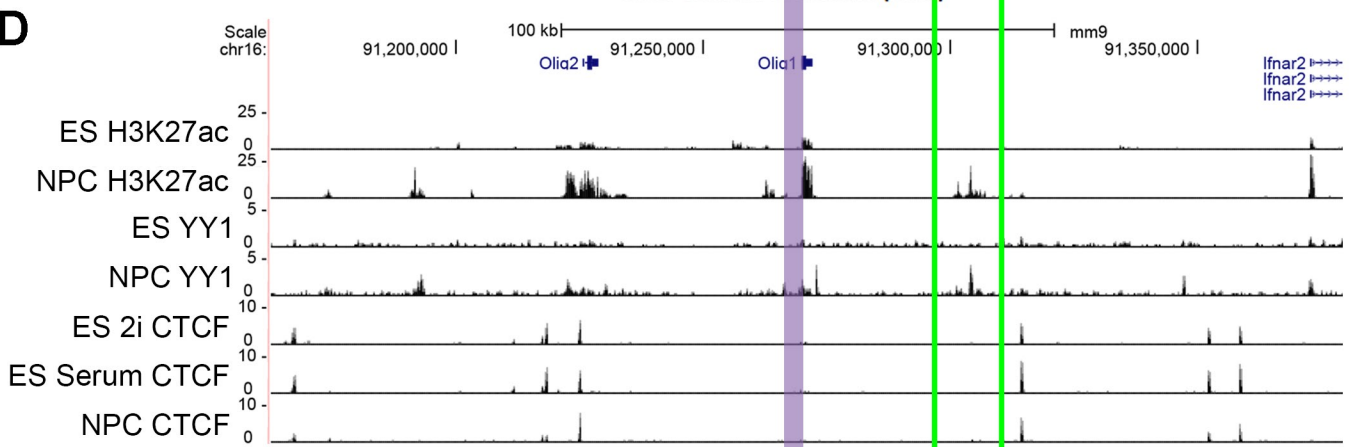 D
Scale 100 kb mm9
chr16: 91,200,000 91,250,000 91,300,000 91,350,000
Olig2 Olig1 Ifnar2
Ifnar2
Ifnar2
25
ES H3K27ac
0
25
NPC H3K27ac
0
5
ES YY1
0
5
NPC YY1
0
10
ES 2i CTCF
0
10
ES Serum CTCF
0
10
NPC CTCF
0